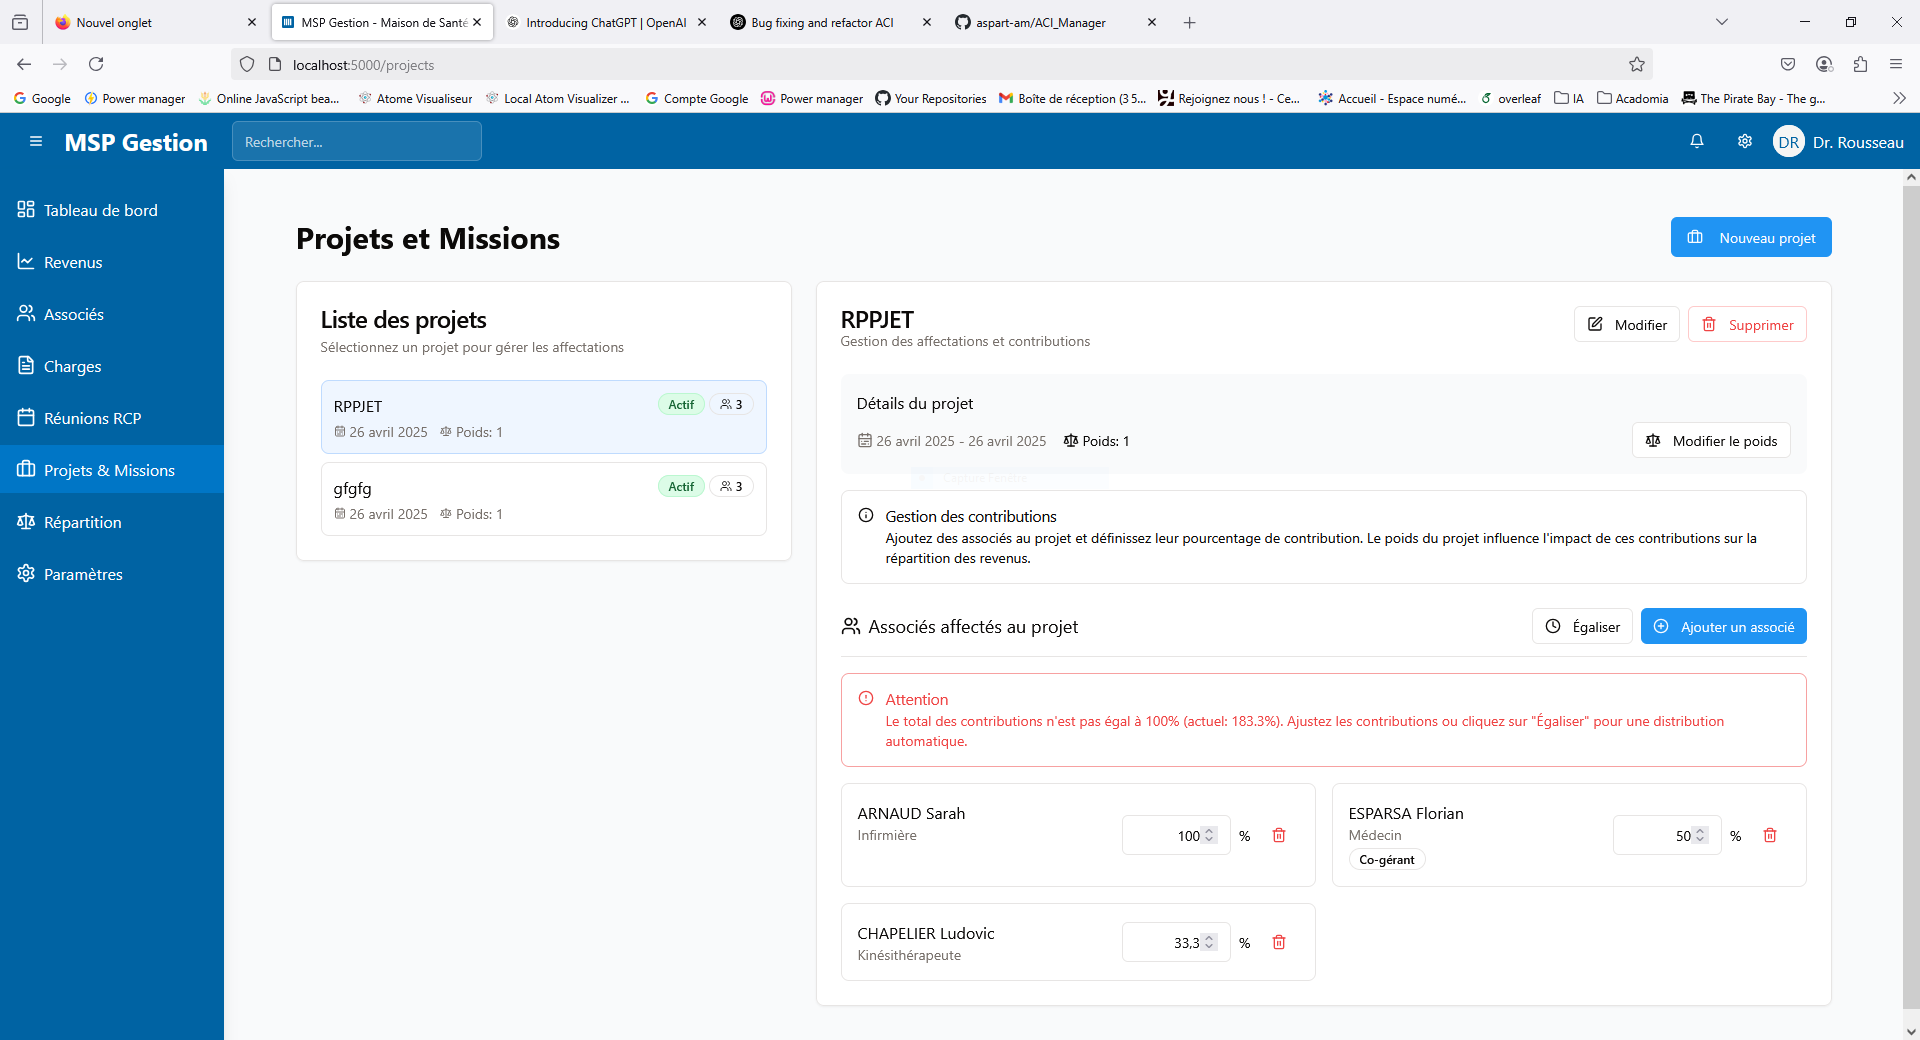 Nouvel onglet
MSP Gestion - Maison de Santé
Introducing ChatGPT | OpenAI
Bug fixing and refactor ACI
aspart-am/ACI_Manager
localhost:5000/projects
Google
Power manager
Online JavaScript bea...
Atome Visualiseur
Local Atom Visualizer ...
Compte Google
Power manager
Your Repositories
Boîte de réception (3 5...
Rejoignez nous ! - Ce...
Accueil - Espace numé...
overleaf
IA
Acadomia
The Pirate Bay - The g...
MSP Gestion
Rechercher...
DR
Dr. Rousseau
Tableau de bord
Revenus
Associés
Charges
Réunions RCP
Projets & Missions
Répartition
Paramètres
Projets et Missions
Nouveau projet
Liste des projets
Sélectionnez un projet pour gérer les affectations
RPPJET
Actif
3
26 avril 2025
Poids: 1
gfgfg
Actif
3
26 avril 2025
Poids: 1
RPPJET
Gestion des affectations et contributions
Modifier
Supprimer
Détails du projet
26 avril 2025 - 26 avril 2025
Poids: 1
Modifier le poids
Gestion des contributions
Ajoutez des associés au projet et définissez leur pourcentage de contribution. Le poids du projet influence l'impact de ces contributions sur la
répartition des revenus.
Associés affectés au projet
Égaliser
Ajouter un associé
Attention
Le total des contributions n'est pas égal à 100% (actuel: 183.3%). Ajustez les contributions ou cliquez sur "Égaliser" pour une distribution
automatique.
ARNAUD Sarah
Infirmière
100
%
ESPARSA Florian
Médecin
Co-gérant
50
%
CHAPELIER Ludovic
Kinésithérapeute
33,3
%